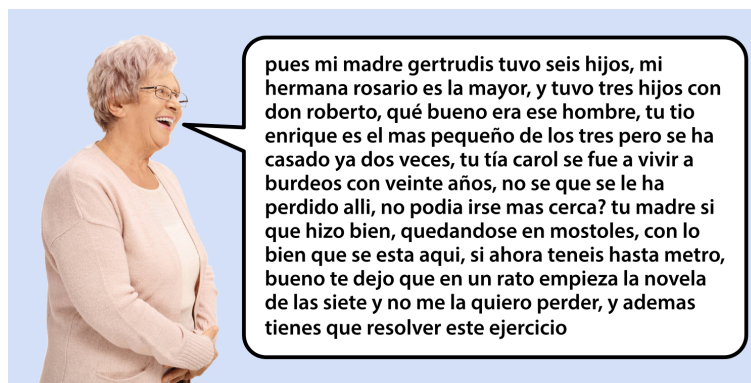 pues mi madre gertrudis tuvo seis hijos, mi
hermana rosario es la mayor, y tuvo tres hijos con
don roberto, qué bueno era ese hombre, tu tio
enrique es el mas pequeño de los tres pero se ha
casado ya dos veces, tu tía carol se fue a vivir a
burdeos con veinte años, no se que se le ha
perdido alli, no podia irse mas cerca? tu madre si
que hizo bien, quedandose en mostoles, con lo
bien que se esta aqui, si ahora teneis hasta metro,
bueno te dejo que en un rato empieza la novela
de las siete y no me la quiero perder, y ademas
tienes que resolver este ejercicio